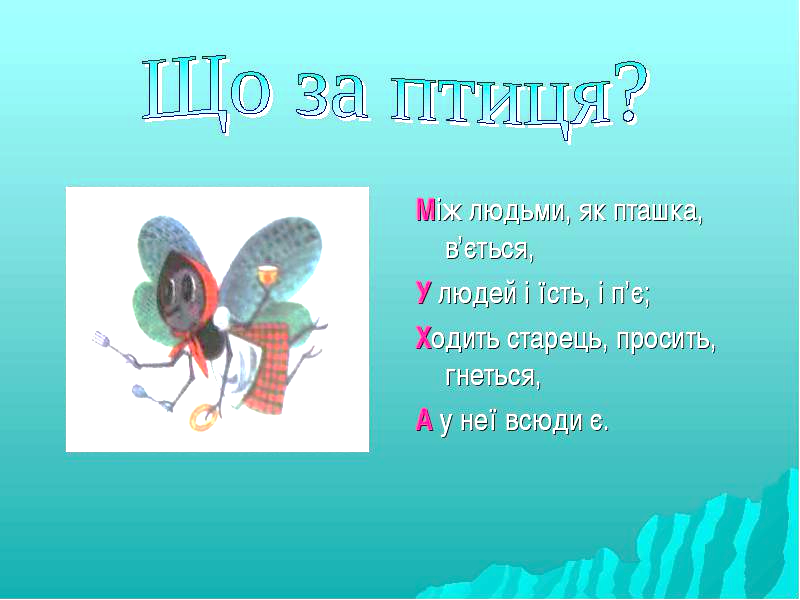 Що за птиця?
Між людьми, як пташка,
в'ється,
У людей і їсть, і п'є;
Ходить старець, просить,
гнеться,
А у неї всюди є.